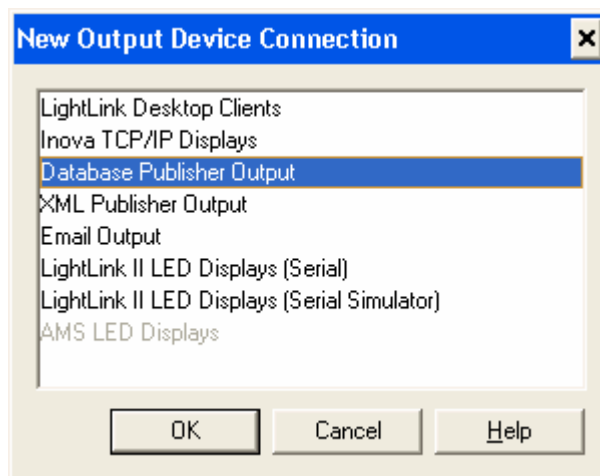 New Output Device Connection
LightLink Desktop Clients
Inova TCP/IP Displays
Database Publisher Output
XML Publisher Output
Email Output
LightLink II LED Displays (Serial)
LightLink II LED Displays (Serial Simulator)
AMS LED Displays
OK Cancel Help